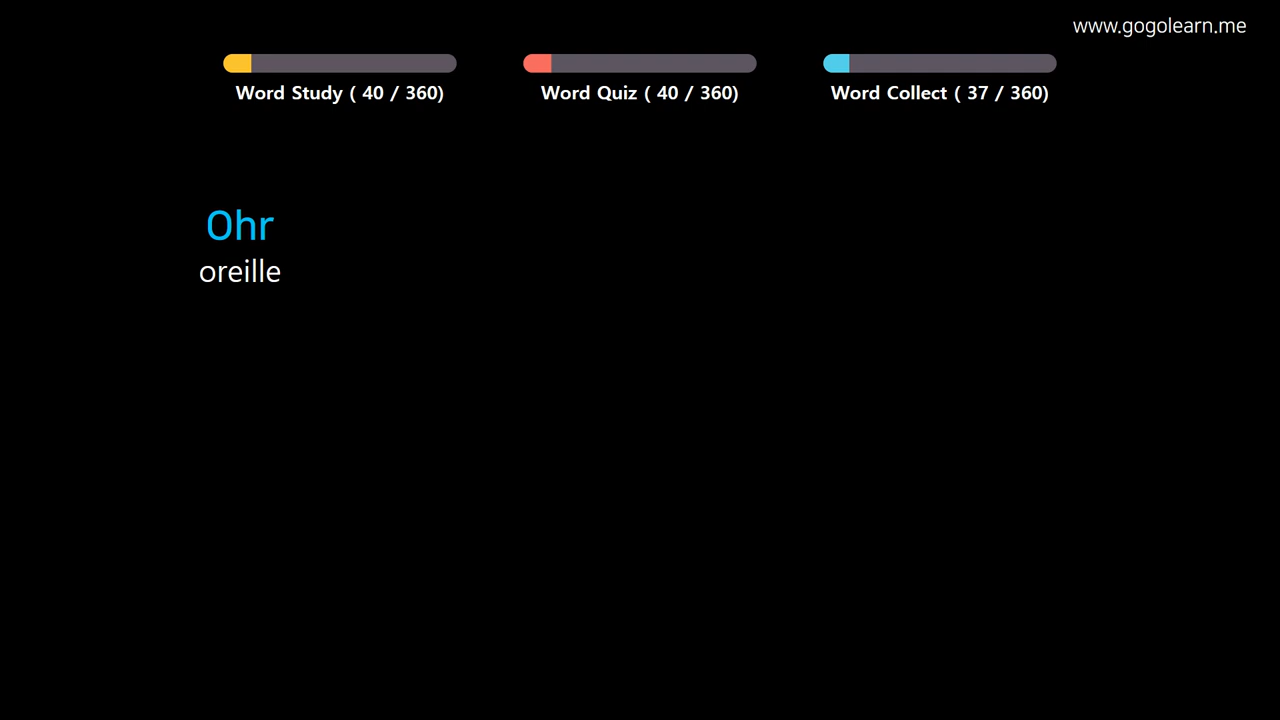 www.gogolearn.me
Word Study ( 40 / 360)
Word Quiz ( 40 / 360)
Word Collect ( 37 / 360)
Ohr
oreille